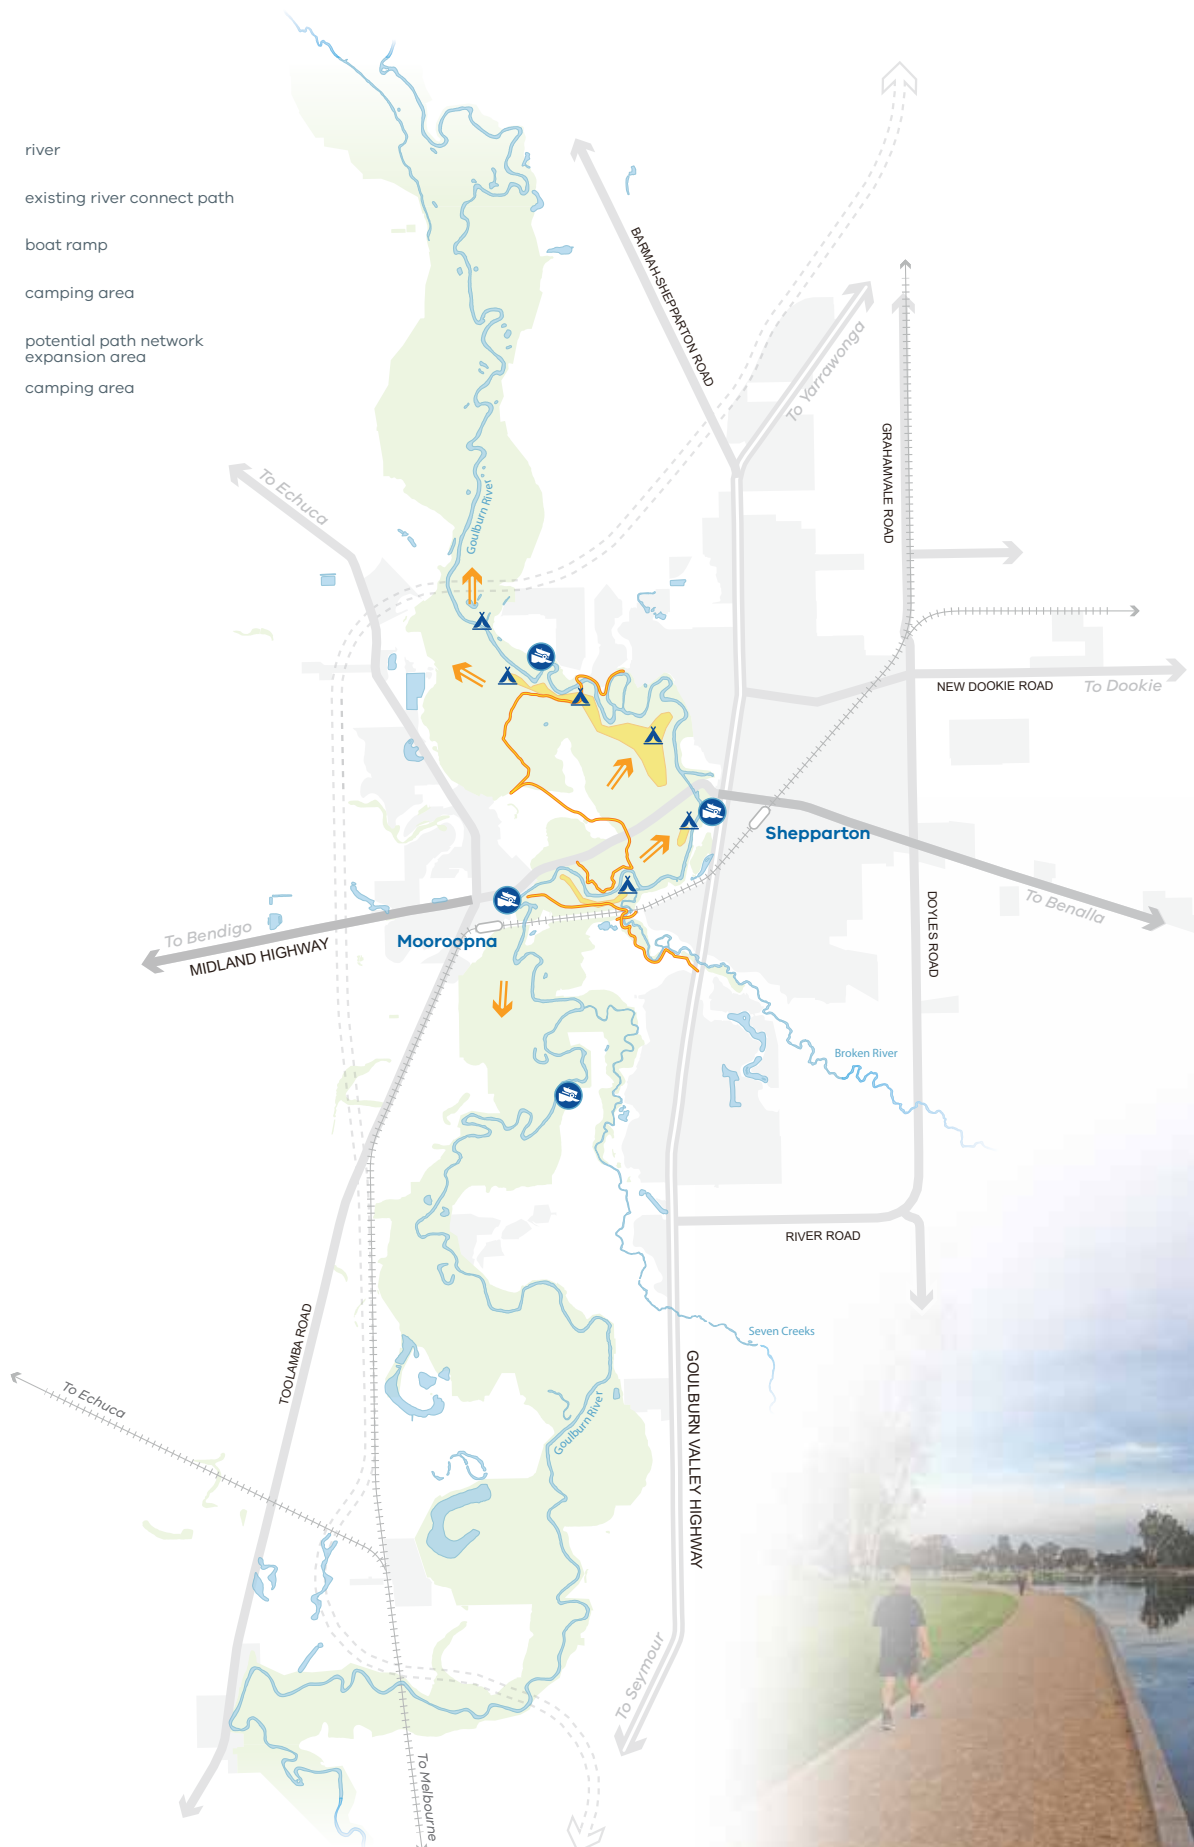 river
existing river connect path
boat ramp
camping area
potential path network
expansion area
camping area
BARMAH-SHEPPARTON ROAD
To Yarrawonga
GRAHAMVALE ROAD
To Echuca
Goulburn River
NEW DOOKIE ROAD
To Dookie
Shepparton
To Benalla
DOYLES ROAD
To Bendigo
MIDLAND HIGHWAY
Mooroopna
Broken River
RIVER ROAD
Seven Creeks
TOOLAMBA ROAD
GOULBURN VALLEY HIGHWAY
To Echuca
Goulburn River
To Seymour
To Melbourne